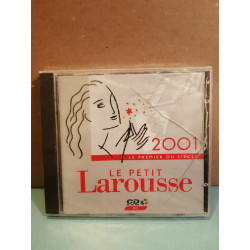 2001
LE PREMIER DU SIÈCLE
LE PETIT
Larousse